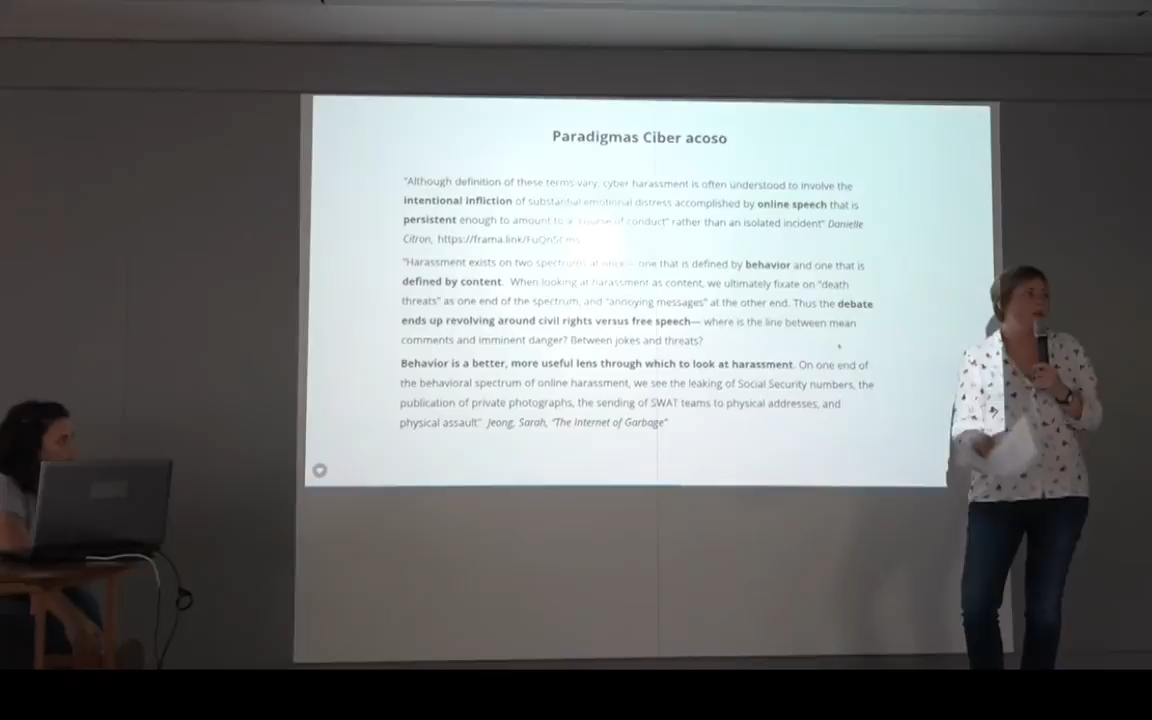 Paradigmas Ciber acoso
"Although definition of these terms vary, cyber harassment is often understood to involve the
intentional infliction of substantial emotional distress accomplished by online speech that is
persistent enough to amount to a "course of conduct" rather than an isolated incident" Danielle
Citron, https://frama.link/
"Harassment exists on two spectrums at once— one that is defined by behavior and one that is
defined by content. When looking at harassment as content, we ultimately fixate on "death
threats" as one end of the spectrum, and "annoying messages" at the other end. Thus the debate
ends up revolving around civil rights versus free speech— where is the line between mean
comments and imminent danger? Between jokes and threats?
Behavior is a better, more useful lens through which to look at harassment. On one end of
the behavioral spectrum of online harassment, we see the leaking of Social Security numbers, the
publication of private photographs, the sending of SWAT teams to physical addresses, and
physical assault" Jeong, Sarah, "The Internet of Garbage"